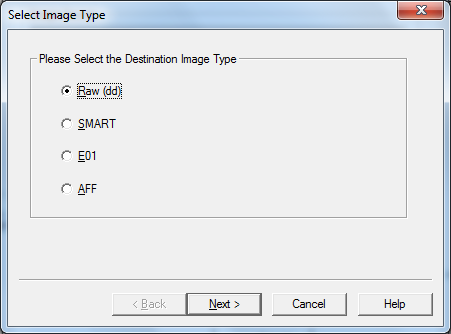 Select Image Type
Please Select the Destination Image Type
Raw (dd)
SMART
E01
AFF
< Back Next > Cancel Help